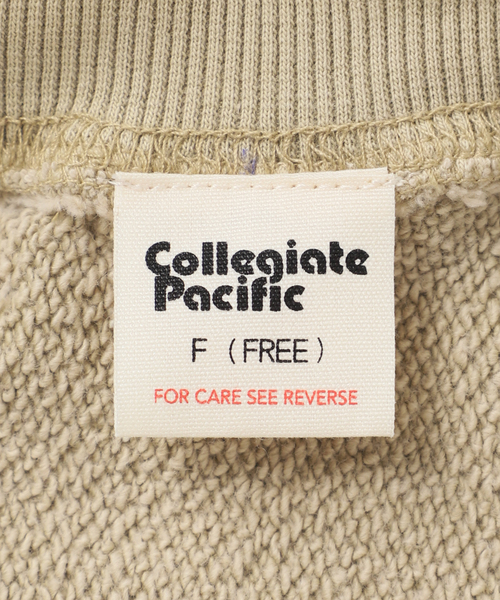 Collegiate
Pacific
F (FREE)
FOR CARE SEE REVERSE